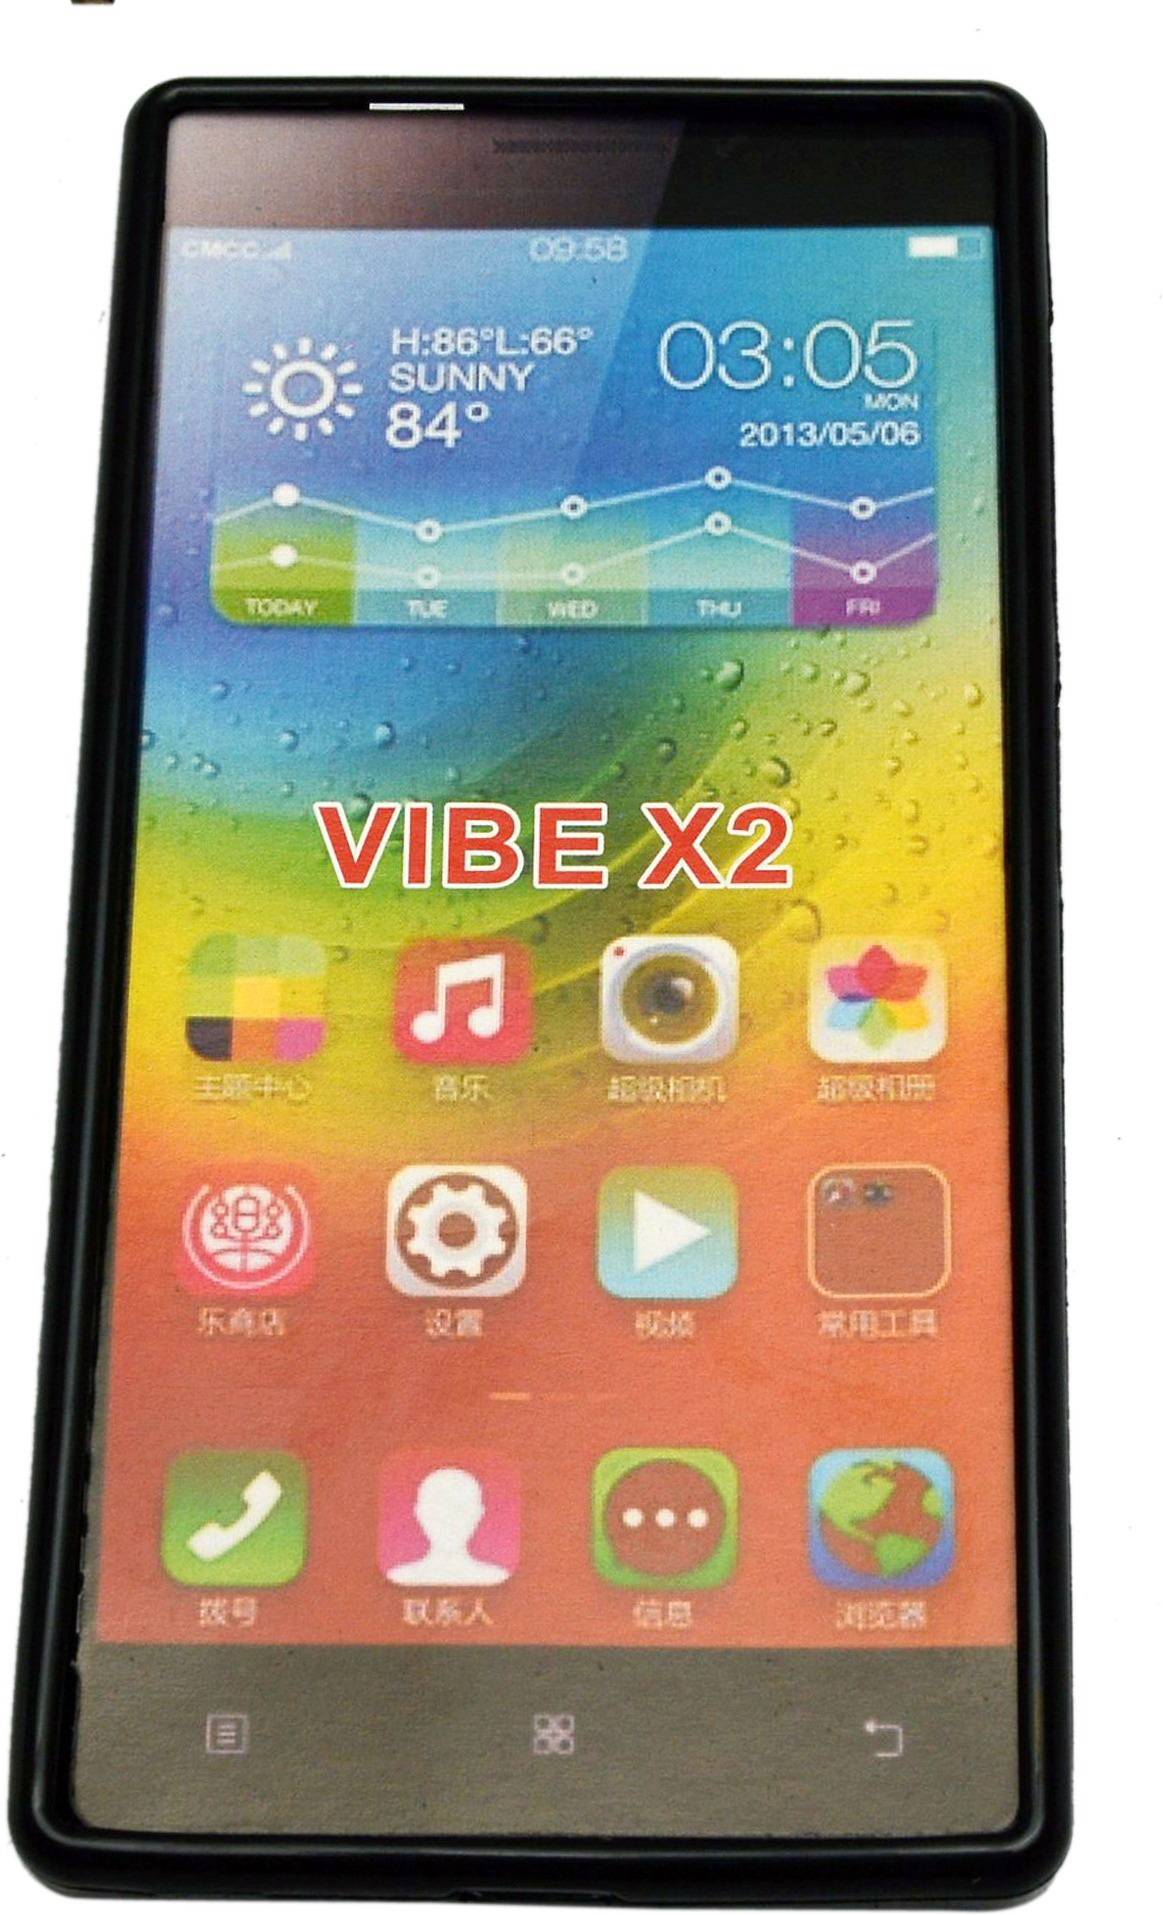 CMCC
09:58
H:86°L:66°
SUNNY
84°
03:05
MON
2013/05/06
TODAY TUE WED THU FRI
VIBE X2
主题中心 音乐 超级相机 超级相册
乐商店 设置 视频 常用工具
拨号 联系人 信息 浏览器